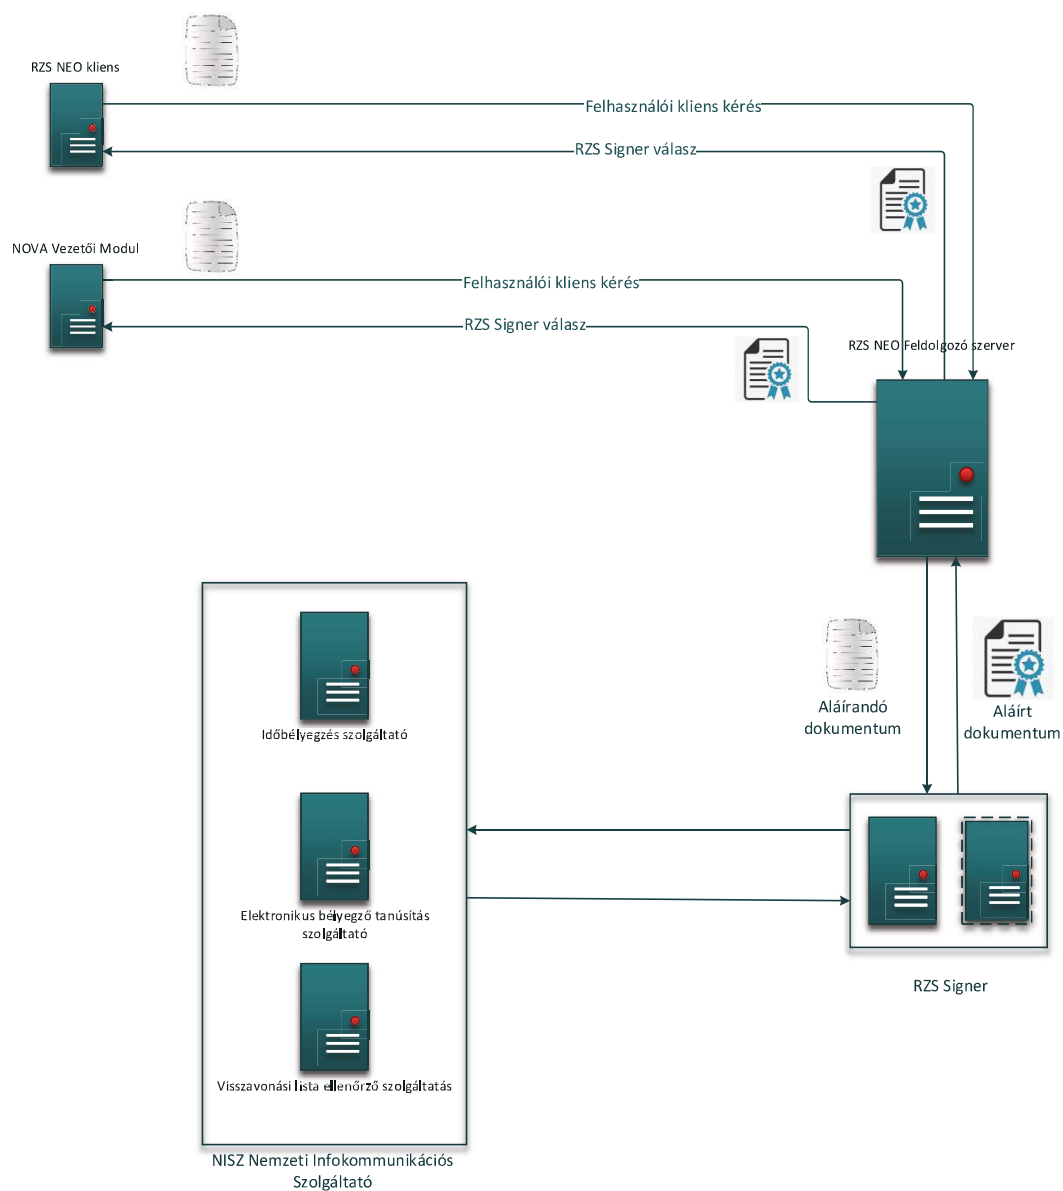 RZS NEO kliens
Felhasználói kliens kérés
RZS Signer válasz
NOVA Vezetői Modul
Felhasználói kliens kérés
RZS Signer válasz
RZS NEO Feldolgozó szerver
Aláírandó
dokumentum
Aláírt
dokumentum
Időbélyegzés szolgáltató
Elektronikus bélyegző tanúsítás
szolgáltató
RZS Signer
Visszavonási lista ellenőrző szolgáltatás
NISZ Nemzeti Infokommunikációs
Szolgáltató